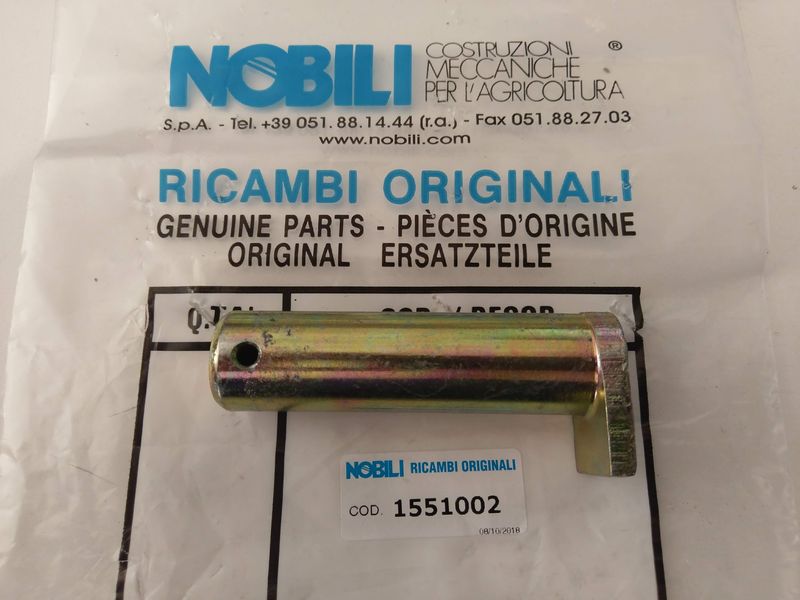 NOBILI
COSTRUZIONI ®
MECCANICHE
PER L'AGRICOLTURA
S.p.A. - Tel. +39 051.88.14.44 (r.a.) - Fax 051.88.27.03
www.nobili.com
RICAMBI ORIGINALI
GENUINE PARTS - PIÈCES D'ORIGINE
ORIGINAL ERSATZTEILE
NOBILI RICAMBI ORIGINALI
COD. 1551002
08/10/2018